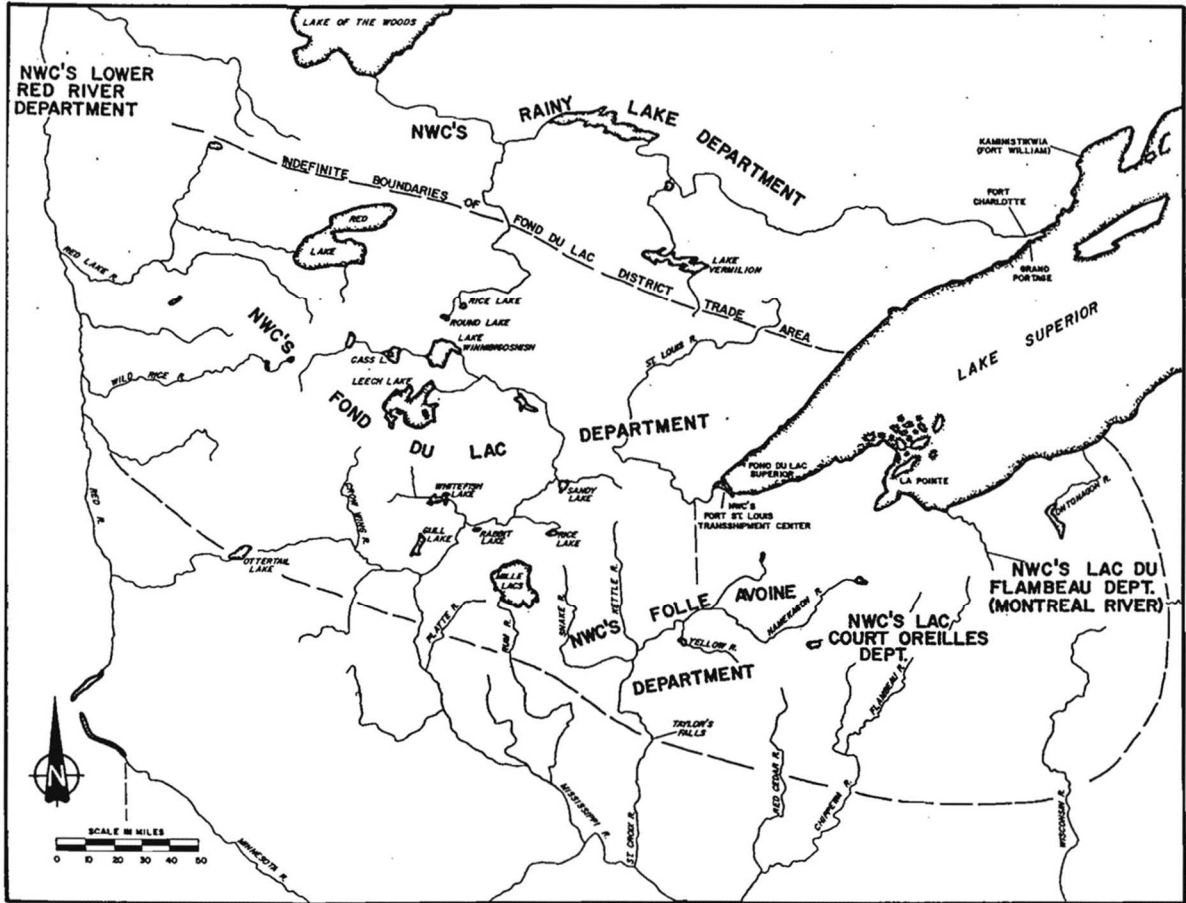 LAKE OF THE WOODS
NWC'S LOWER
RED RIVER
DEPARTMENT
NWC'S RAINY LAKE DEPARTMENT
KAMINISTIKWIA
(FORT WILLIAM)
FORT
CHARLOTTE
GRAND
PORTAGE
INDEFINITE BOUNDARIES OF FOND DU LAC DISTRICT TRADE AREA
RED
LAKE
LAKE
VERMILION
RED LAKE R.
RICE LAKE
ROUND LAKE
LAKE
WINNIBIGOSHISH
LAKE SUPERIOR
NWC'S
CASS L.
ST. LOUIS R.
WILD RICE R.
LEECH LAKE
FOND
DU LAC
DEPARTMENT
FOND DU LAC
SUPERIOR
LA POINTE
NWC'S
FORT ST. LOUIS
TRANSSHIPMENT CENTER
ONTONAGON R.
WHITEFISH
LAKE
SANDY
LAKE
CROW WING R.
RED R.
GULL
LAKE
RABBIT
LAKE
RICE
LAKE
OTTERTAIL
LAKE
MILLE
LACS
SNAKE R.
KETTLE R.
NWC'S LAC DU
FLAMBEAU DEPT.
(MONTREAL RIVER)
NWC'S FOLLE AVOINE
DEPARTMENT
NAMEKAGON R.
NWC'S LAC
COURT OREILLES
DEPT.
PLATTE R.
RUM R.
YELLOW R.
FLAMBEAU R.
TAYLOR'S
FALLS
N
SCALE IN MILES
0 10 20 30 40 50
MINNESOTA R.
MISSISSIPPI R.
ST. CROIX R.
RED CEDAR R.
CHIPPEWA R.
WISCONSIN R.